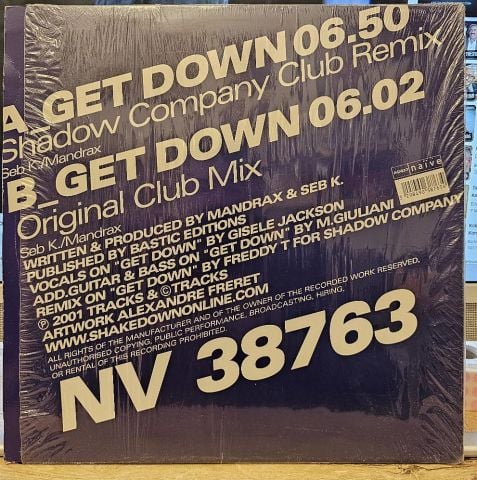 A_GET DOWN 06.50
Shadow Company Club Remix
Seb K./Mandrax
B_GET DOWN 06.02
Original Club Mix
Seb K./Mandrax
WRITTEN & PRODUCED BY MANDRAX & SEB K.
PUBLISHED BY BASTIC EDITIONS
VOCALS ON "GET DOWN" BY GISELE JACKSON
ADD.GUITAR & BASS ON "GET DOWN" BY M.GIULIANI
REMIX ON "GET DOWN" BY FREDDY T FOR SHADOW COMPANY
℗ 2001 TRACKS & ©TRACKS
ARTWORK ALEXANDRE FRERET
WWW.SHAKEDOWNONLINE.COM
ALL RIGHTS OF THE MANUFACTURER AND OF THE OWNER OF THE RECORDED WORK RESERVED.
UNAUTHORISED COPYING, PUBLIC PERFORMANCE, BROADCASTING, HIRING,
OR RENTAL OF THIS RECORDING PROHIBITED.
NV 38763
naive